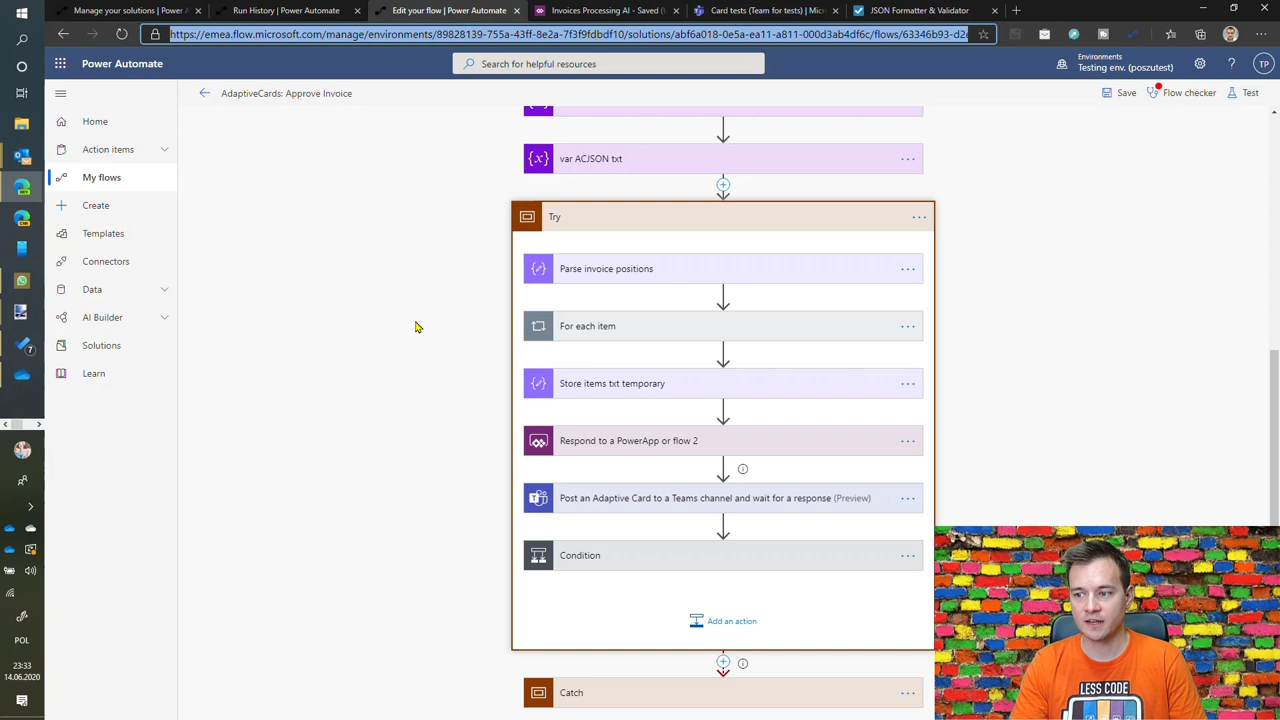 Manage your solutions | Power A
Run History | Power Automate
Edit your flow | Power Automate
Invoices Processing AI - Saved (U
Card tests (Team for tests) | Micro
JSON Formatter & Validator
https://emea.flow.microsoft.com/manage/environments/89828139-755a-43ff-8e2a-7f3f9fdbdf10/solutions/abf6a018-0e5a-ea11-a811-000d3ab4df6c/flows/63346b93-d2
Power Automate
Search for helpful resources
Environments
Testing env. (poszutest)
TP
AdaptiveCards: Approve Invoice
Save
Flow checker
Test
Home
Action items
My flows
Create
Templates
Connectors
Data
AI Builder
Solutions
Learn
{x}
var ACJSON txt
Try
Parse invoice positions
For each item
Store items txt temporary
Respond to a PowerApp or flow 2
Post an Adaptive Card to a Teams channel and wait for a response (Preview)
Condition
Add an action
Catch
7
POL
23:33
14.06.2020
LESS CODE